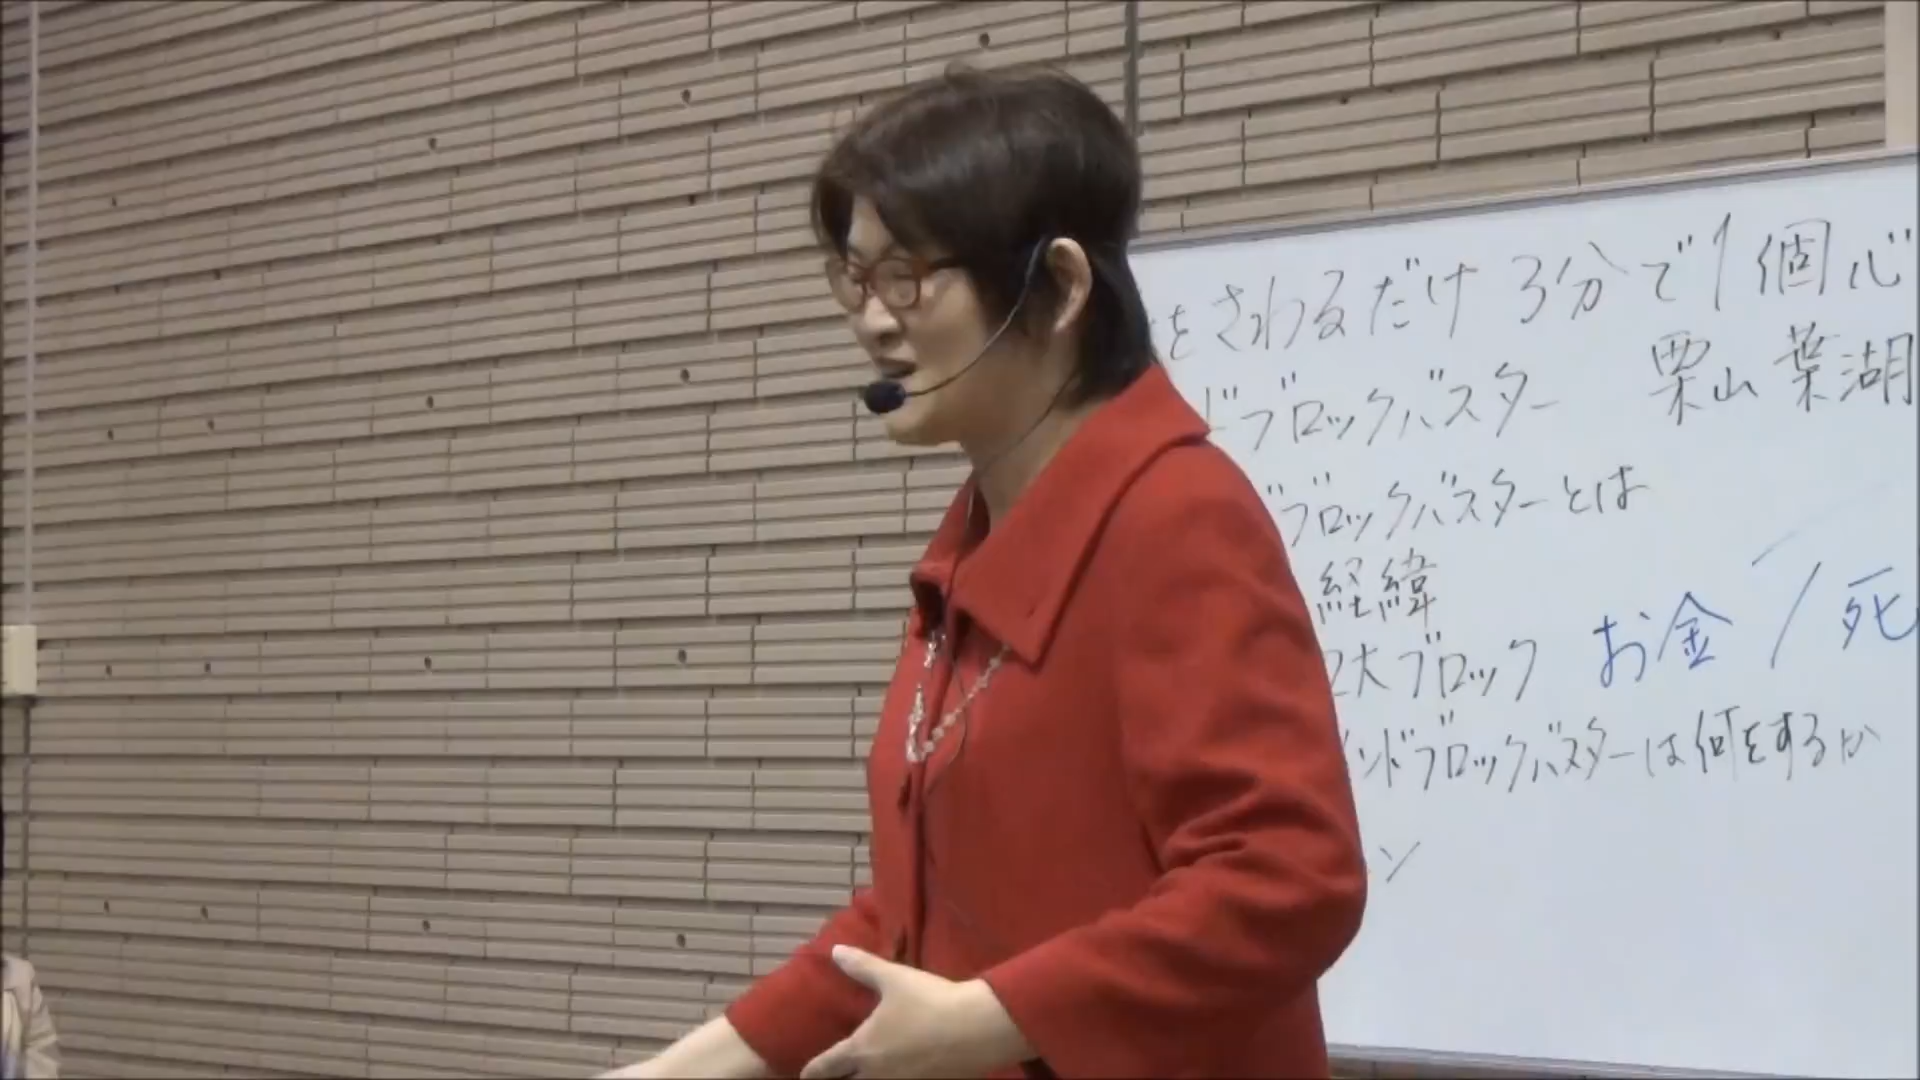 をさわるだけ 3分で1個心
ドブロックバスター 栗山葉湖
ブロックバスターとは
経緯
2大ブロック お金/死
ンドブロックバスターは何をするか
ン